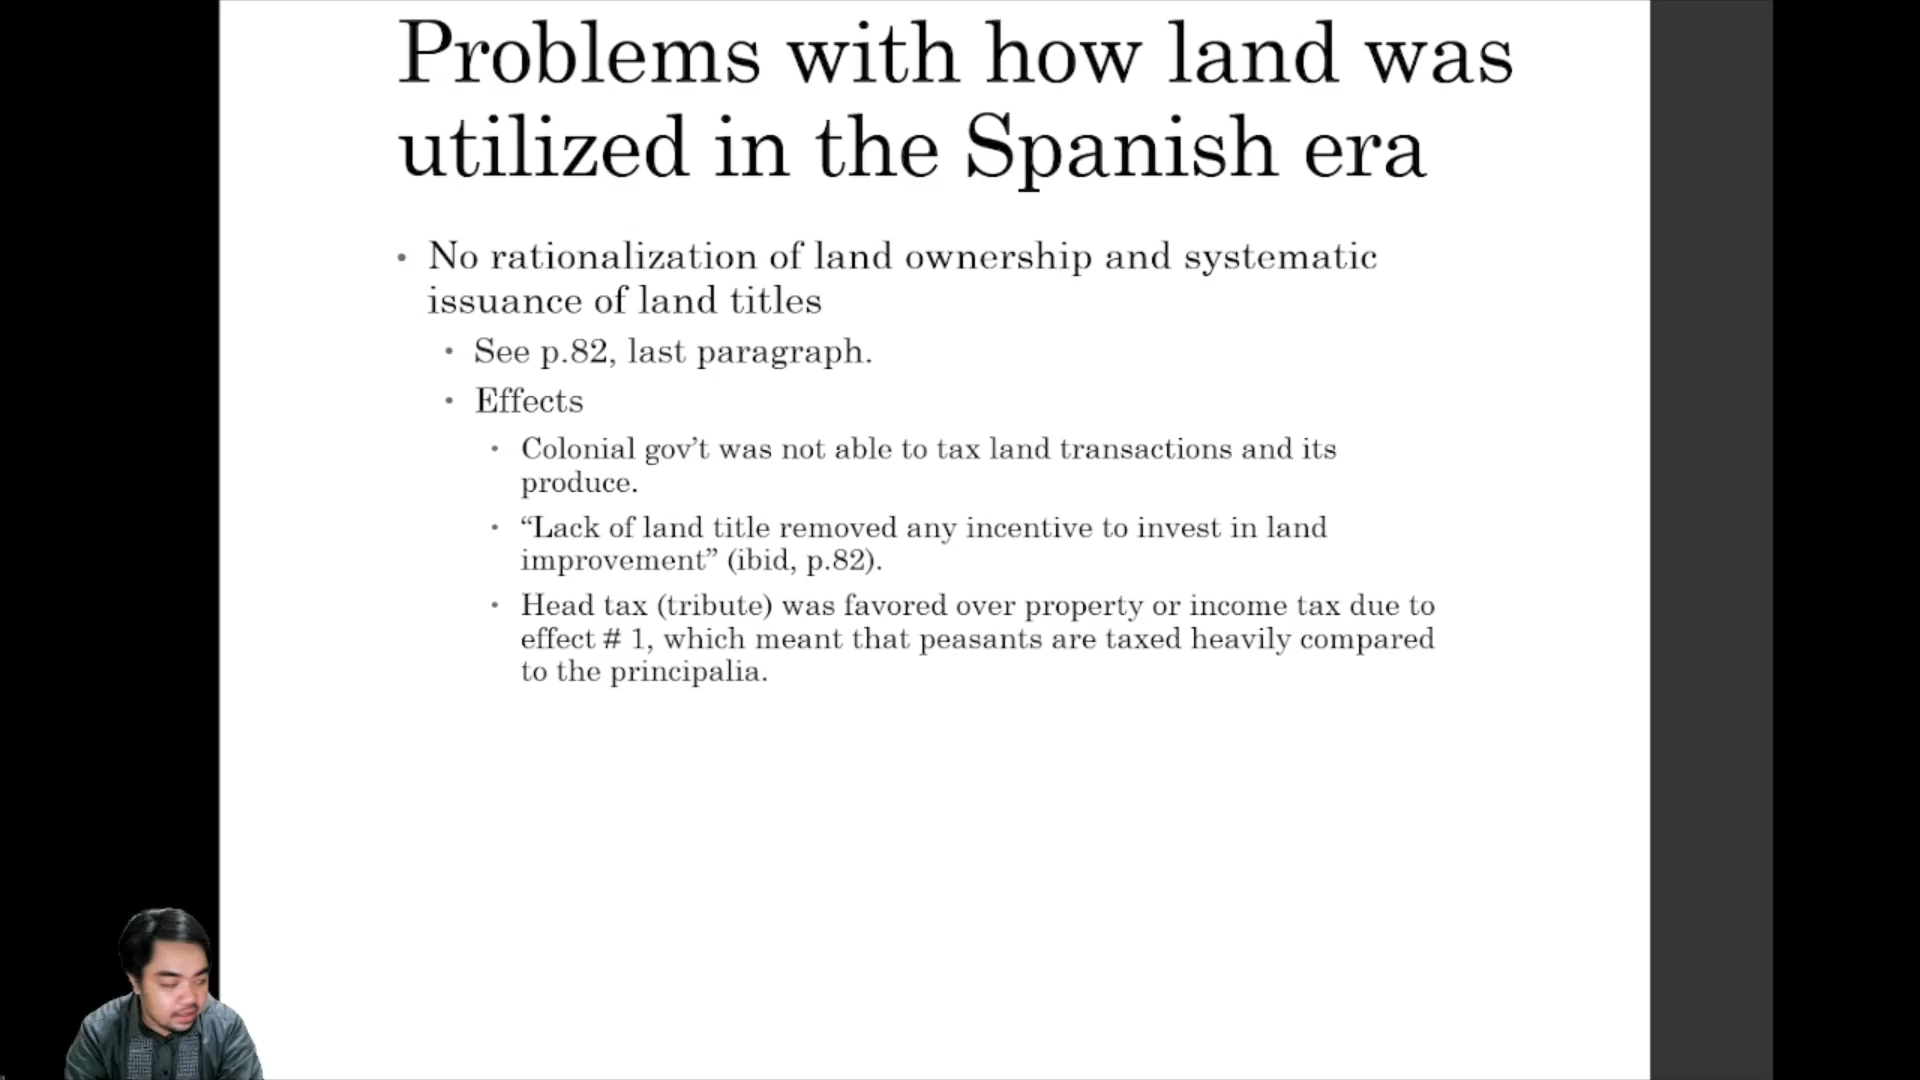 Problems with how land was
utilized in the Spanish era
• No rationalization of land ownership and systematic
issuance of land titles
• See p.82, last paragraph.
• Effects
• Colonial gov’t was not able to tax land transactions and its
produce.
• “Lack of land title removed any incentive to invest in land
improvement” (ibid, p.82).
• Head tax (tribute) was favored over property or income tax due to
effect # 1, which meant that peasants are taxed heavily compared
to the principalia.